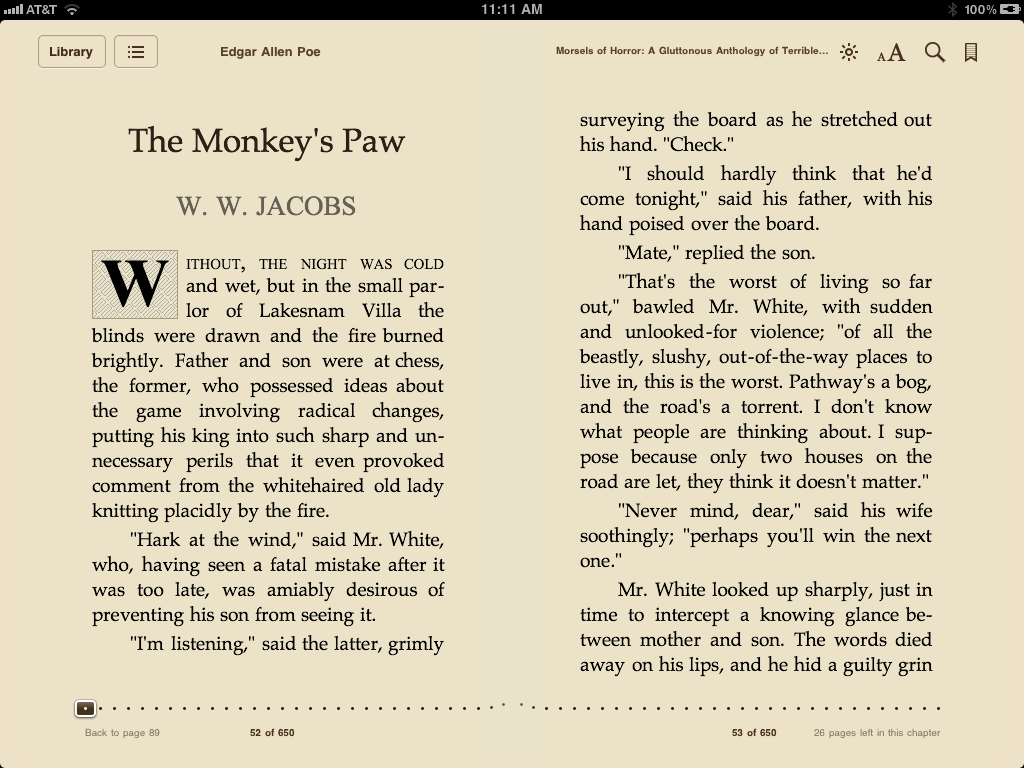 AT&T
11:11 AM
100%
Library
Edgar Allen Poe
Morsels of Horror: A Gluttonous Anthology of Terrible...
AA
The Monkey's Paw
W. W. JACOBS
WITHOUT, THE NIGHT WAS COLD
and wet, but in the small par-
lor of Lakesnam Villa the
blinds were drawn and the fire burned
brightly. Father and son were at chess,
the former, who possessed ideas about
the game involving radical changes,
putting his king into such sharp and un-
necessary perils that it even provoked
comment from the whitehaired old lady
knitting placidly by the fire.
"Hark at the wind," said Mr. White,
who, having seen a fatal mistake after it
was too late, was amiably desirous of
preventing his son from seeing it.
"I'm listening," said the latter, grimly
surveying the board as he stretched out
his hand. "Check."
"I should hardly think that he'd
come tonight," said his father, with his
hand poised over the board.
"Mate," replied the son.
"That's the worst of living so far
out," bawled Mr. White, with sudden
and unlooked-for violence; "of all the
beastly, slushy, out-of-the-way places to
live in, this is the worst. Pathway's a bog,
and the road's a torrent. I don't know
what people are thinking about. I sup-
pose because only two houses on the
road are let, they think it doesn't matter."
"Never mind, dear," said his wife
soothingly; "perhaps you'll win the next
one."
Mr. White looked up sharply, just in
time to intercept a knowing glance be-
tween mother and son. The words died
away on his lips, and he hid a guilty grin
Back to page 89
52 of 650
53 of 650
26 pages left in this chapter